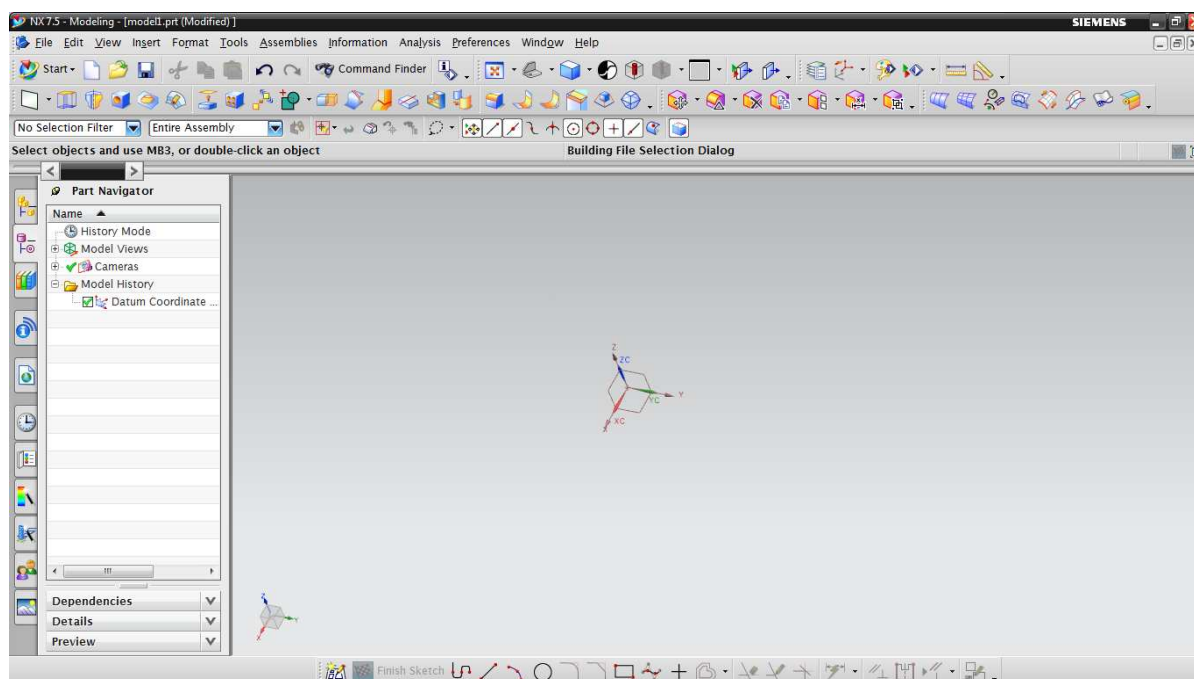 NX 7.5 - Modeling - [model1.prt (Modified) ]
SIEMENS
File Edit View Insert Format Tools Assemblies Information Analysis Preferences Window Help
Start
Command Finder
No Selection Filter
Entire Assembly
Select objects and use MB3, or double-click an object
Building File Selection Dialog
Part Navigator
Name
History Mode
Model Views
Cameras
Model History
Datum Coordinate ...
Z
ZC
YC
Y
XC
X
Dependencies
Details
Preview
Z
Y
X
Finish Sketch